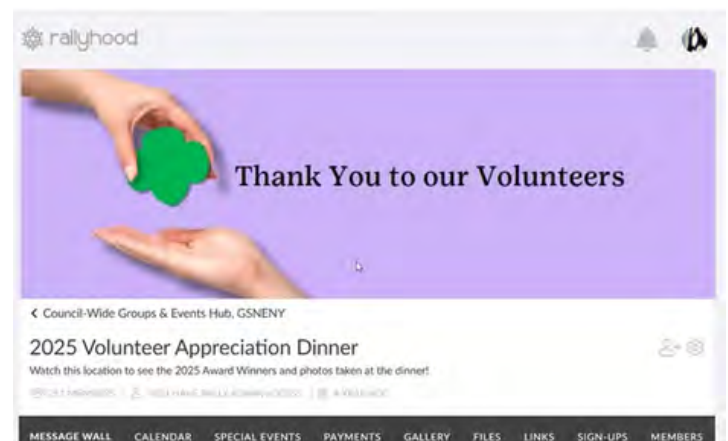 rallyhood
Thank You to our Volunteers
< Council-Wide Groups & Events Hub, GSNENY
2025 Volunteer Appreciation Dinner
Watch this location to see the 2025 Award Winners and photos taken at the dinner!
MESSAGE WALL CALENDAR SPECIAL EVENTS PAYMENTS GALLERY FILES LINKS SIGN-UPS MEMBERS